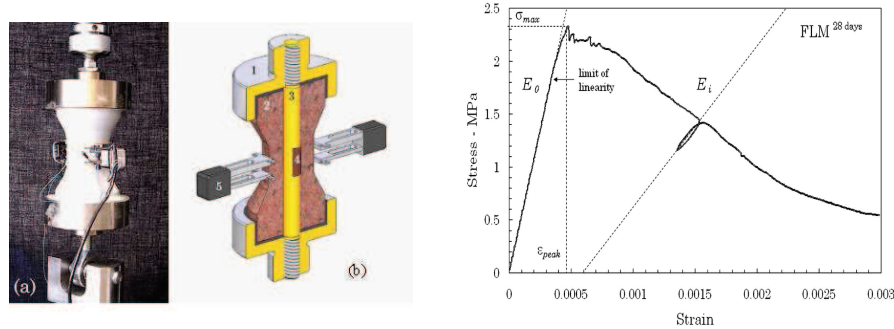 (a)
1
2
3
4
5
(b)
Stress - MPa
2.5
2
1.5
1
0.5
0
σmax
E0
limit of
linearity
Ei
FLM 28 days
εpeak
0
0.0005
0.001
0.0015
0.002
0.0025
0.003
Strain